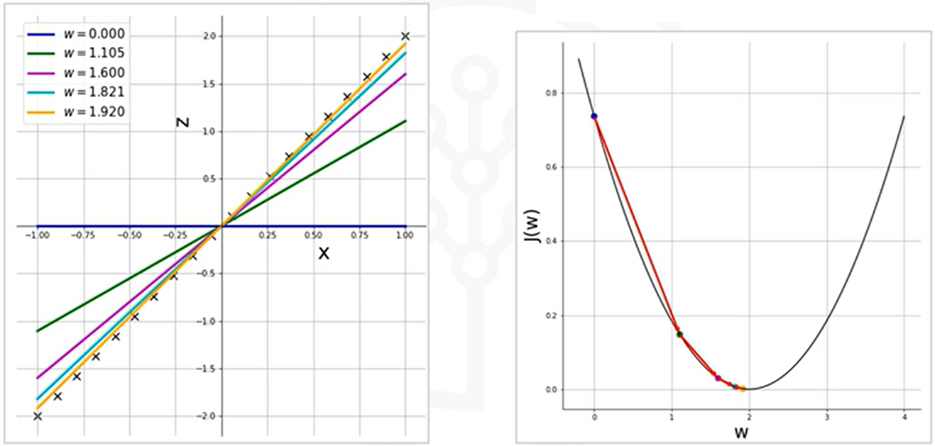 w = 0.000
w = 1.105
w = 1.600
w = 1.821
w = 1.920
z
2.0
1.5
1.0
0.5
−1.00 −0.75 −0.50 −0.25 0.25 0.50 0.75 1.00
x
−0.5
−1.0
−1.5
−2.0
J(w)
0.8
0.6
0.4
0.2
0.0
0 1 2 3 4
w